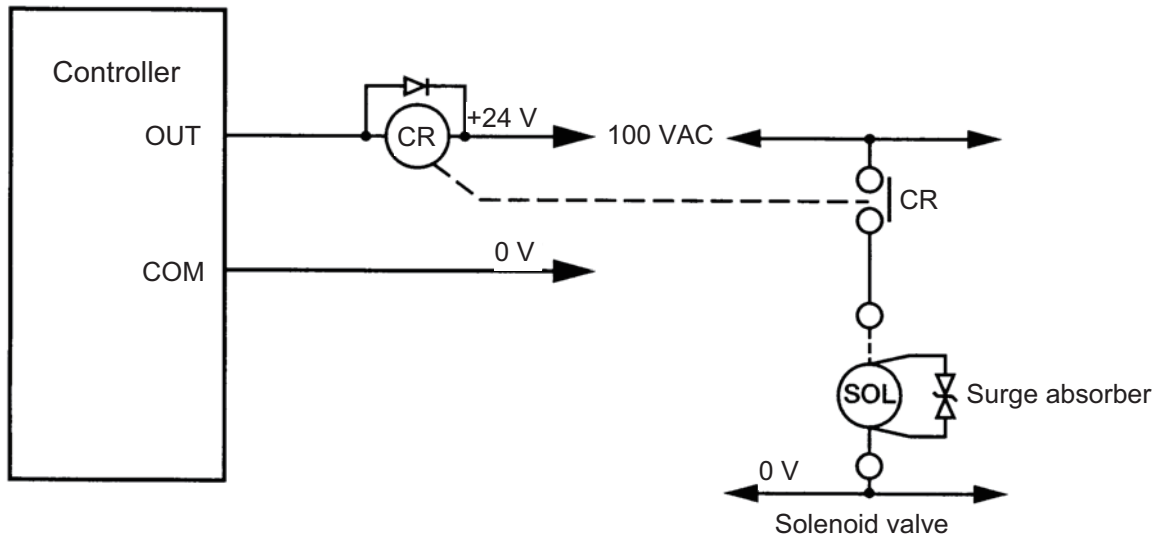 Controller
OUT
CR
+24 V
100 VAC
CR
COM
0 V
SOL
Surge absorber
0 V
Solenoid valve